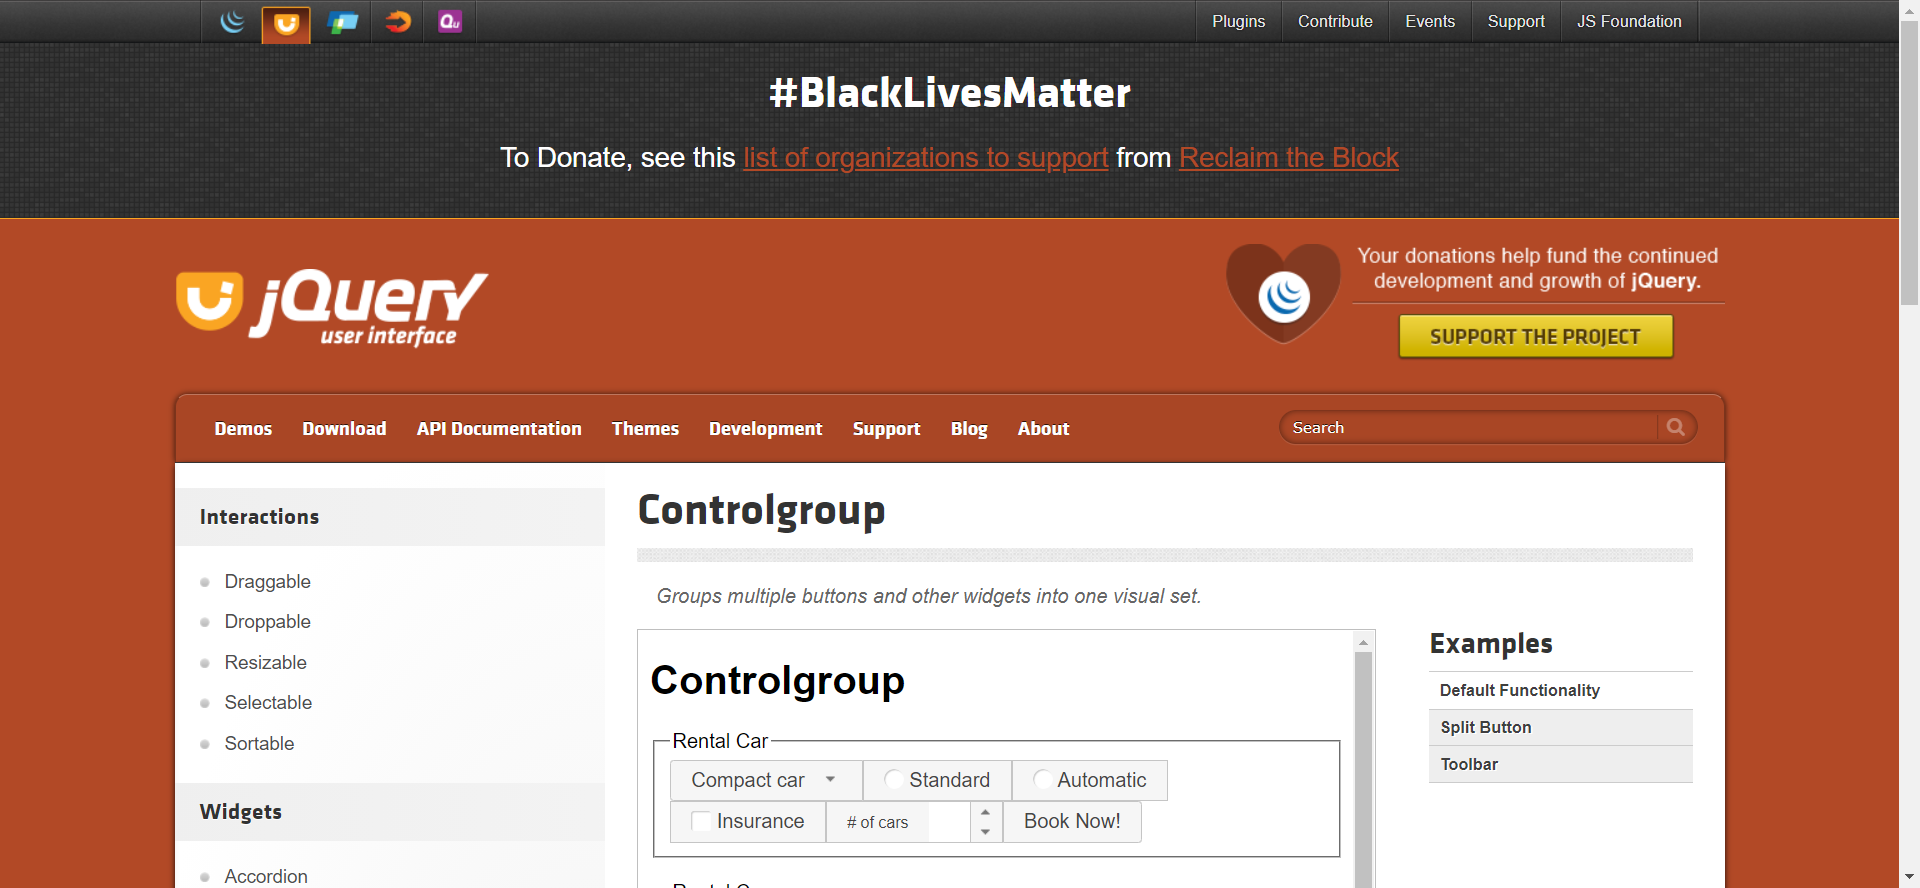 Qu
Plugins Contribute Events Support JS Foundation
#BlackLivesMatter
To Donate, see this list of organizations to support from Reclaim the Block
jQuery
user interface
Your donations help fund the continued
development and growth of jQuery.
SUPPORT THE PROJECT
Demos Download API Documentation Themes Development Support Blog About
Search
Interactions
Draggable
Droppable
Resizable
Selectable
Sortable
Widgets
Accordion
Controlgroup
Groups multiple buttons and other widgets into one visual set.
Controlgroup
Rental Car
Compact car Standard Automatic
Insurance # of cars Book Now!
Examples
Default Functionality
Split Button
Toolbar